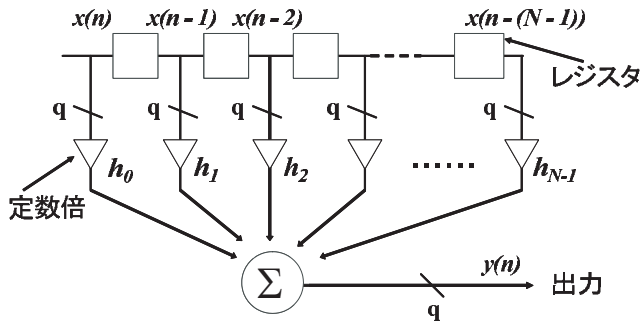 x(n) x(n-1) x(n-2) x(n-(N-1))
レジスタ
q q q q q
h0 h1 h2 ...... hN-1
定数倍
Σ y(n) 出力
q